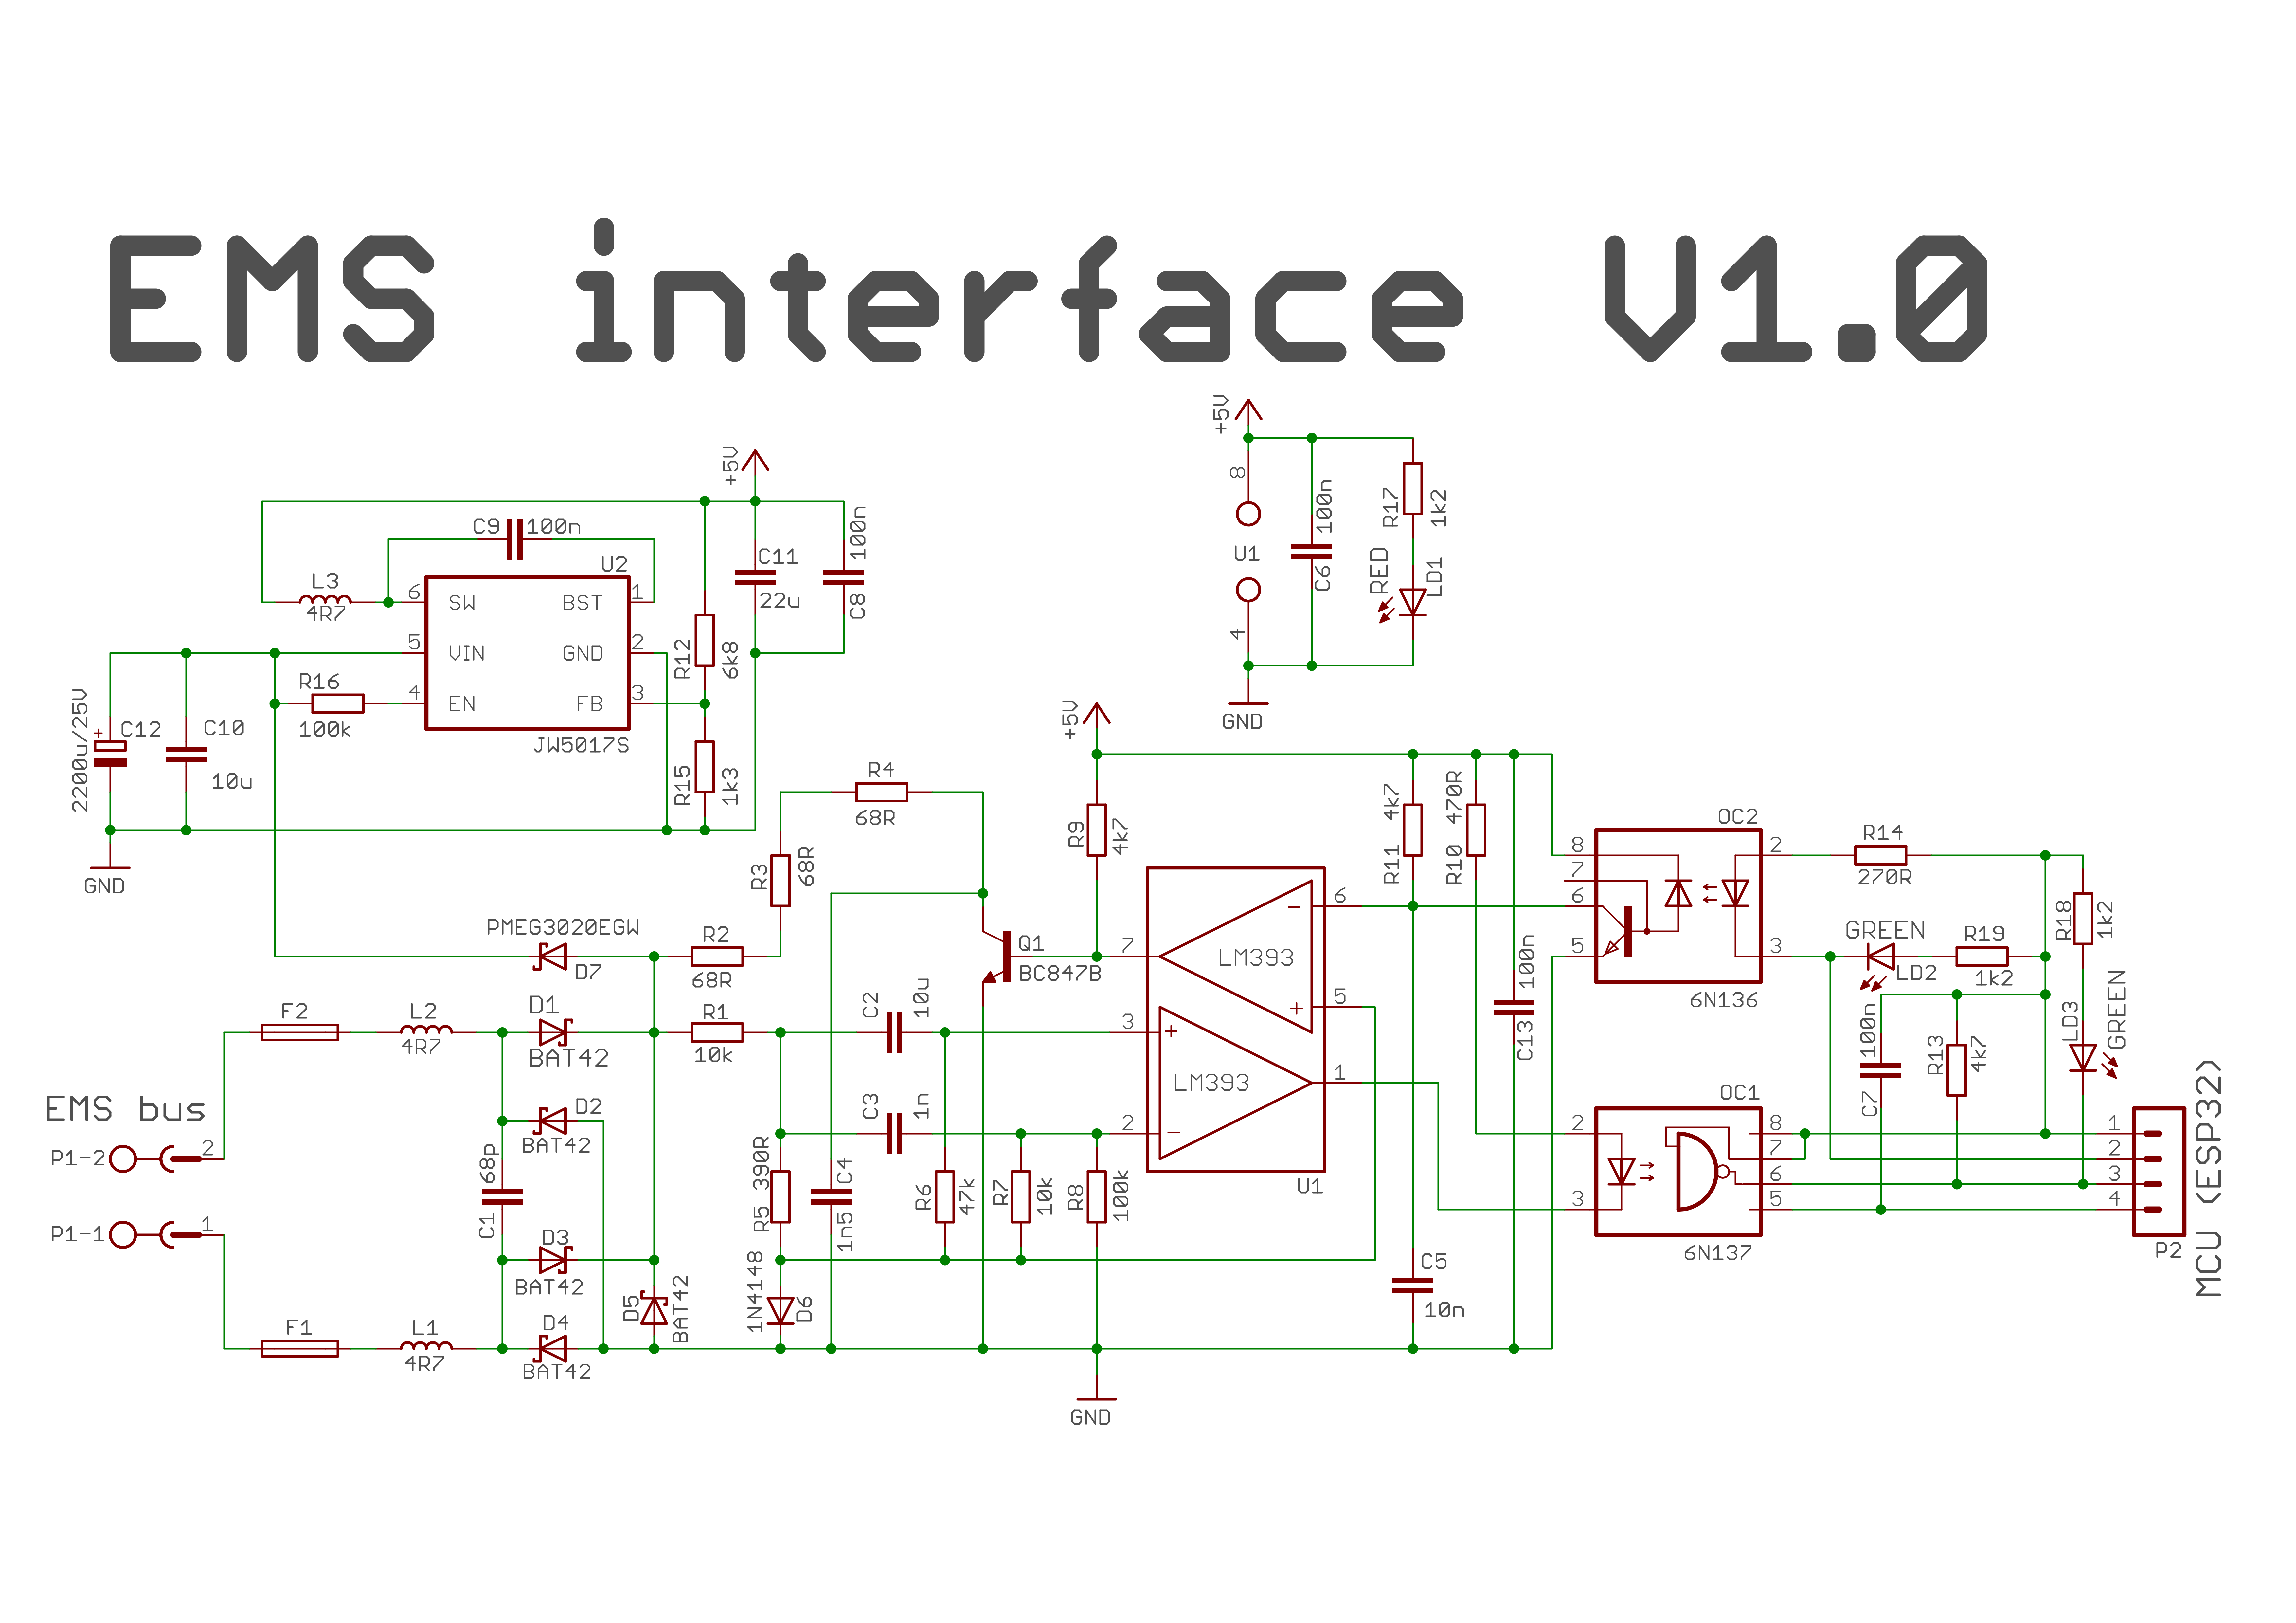 EMS interface V1.0
+5V
C9 100n
U2
L3
4R7
6 SW BST 1
5 VIN GND 2
4 EN FB 3
JW5017S
R16
100k
2200u/25V
+
C12
C10
10u
GND
R12
6k8
R15
1k3
C11
22u
100n
C8
+5V
8
U1
4
100n
C6
R17
1k2
RED
LD1
GND
R4
68R
R3
68R
PMEG3020EGW
D7
R2
68R
R1
10k
F2
L2
4R7
D1
BAT42
D2
BAT42
EMS bus
P1-2
2
P1-1
1
68p
C1
D3
BAT42
D4
BAT42
F1
L1
4R7
D5
BAT42
R5 390R
1N4148
D6
C4
1n5
C2
10u
C3
1n
R6
47k
R7
10k
R8
100k
Q1
BC847B
+5V
R9
4k7
7
LM393
-
6
+
5
3
+
LM393
1
2
-
U1
GND
R11 4k7
R10 470R
100n
C13
C5
10n
OC2
8
7
6
5
2
3
6N136
R14
270R
GREEN
LD2
R19
1k2
R18
1k2
LD3
GREEN
100n
C7
R13
4k7
OC1
2
3
8
7
6
5
6N137
1
2
3
4
P2
MCU (ESP32)